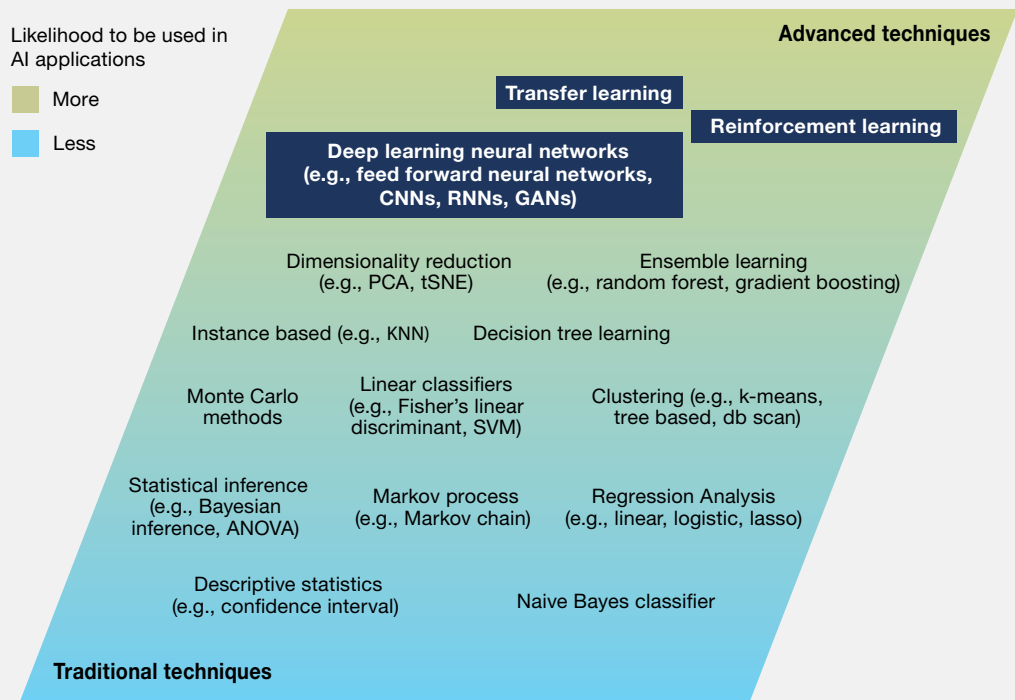 Likelihood to be used in
AI applications
More
Less
Advanced techniques
Transfer learning
Reinforcement learning
Deep learning neural networks
(e.g., feed forward neural networks,
CNNs, RNNs, GANs)
Dimensionality reduction
(e.g., PCA, tSNE)
Ensemble learning
(e.g., random forest, gradient boosting)
Instance based (e.g., KNN)
Decision tree learning
Monte Carlo
methods
Linear classifiers
(e.g., Fisher’s linear
discriminant, SVM)
Clustering (e.g., k-means,
tree based, db scan)
Statistical inference
(e.g., Bayesian
inference, ANOVA)
Markov process
(e.g., Markov chain)
Regression Analysis
(e.g., linear, logistic, lasso)
Descriptive statistics
(e.g., confidence interval)
Naive Bayes classifier
Traditional techniques